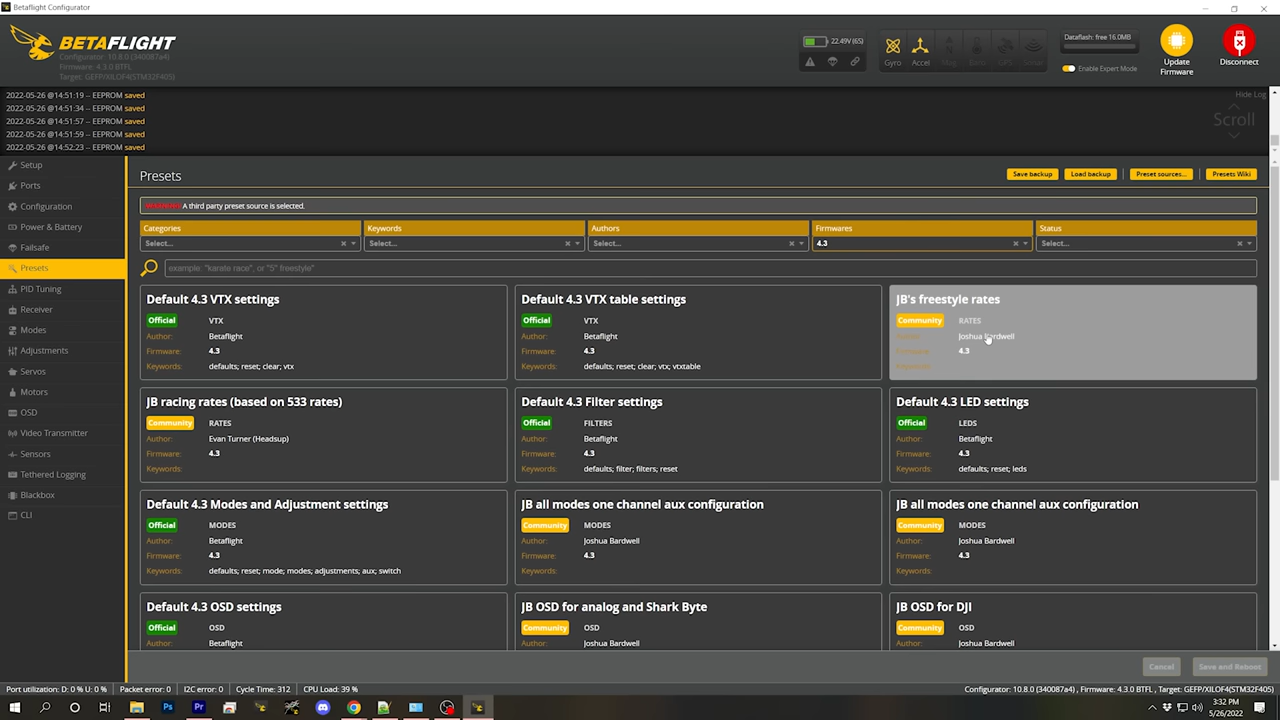 Betaflight Configurator
BETAFLIGHT
Configurator: 10.8.0 (340087a4)
Firmware: 4.3.0 BTFL
Target: GEFP/XILOF4(STM32F405)
22.49V (6S)
Gyro
Accel
Mag
Baro
GPS
Sonar
Dataflash: free 16.0MB
Enable Expert Mode
Update
Firmware
Disconnect
2022-05-26 @14:51:19 -- EEPROM saved
2022-05-26 @14:51:34 -- EEPROM saved
2022-05-26 @14:51:57 -- EEPROM saved
2022-05-26 @14:51:59 -- EEPROM saved
2022-05-26 @14:52:23 -- EEPROM saved
Hide Log
Scroll
Setup
Ports
Configuration
Power & Battery
Failsafe
Presets
PID Tuning
Receiver
Modes
Adjustments
Servos
Motors
OSD
Video Transmitter
Sensors
Tethered Logging
Blackbox
CLI
Presets
Save backup
Load backup
Preset sources...
Presets Wiki
A third party preset source is selected.
Categories
Select...
Keywords
Select...
Authors
Select...
Firmwares
4.3
Status
Select...
example: "karate race", or "5'' freestyle"
Default 4.3 VTX settings
Official VTX
Author: Betaflight
Firmware: 4.3
Keywords: defaults; reset; clear; vtx
Default 4.3 VTX table settings
Official VTX
Author: Betaflight
Firmware: 4.3
Keywords: defaults; reset; clear; vtx; vtxtable
JB's freestyle rates
Community RATES
Author: Joshua Bardwell
Firmware: 4.3
Keywords:
JB racing rates (based on 533 rates)
Community RATES
Author: Evan Turner (Headsup)
Firmware: 4.3
Keywords:
Default 4.3 Filter settings
Official FILTERS
Author: Betaflight
Firmware: 4.3
Keywords: defaults; filter; filters; reset
Default 4.3 LED settings
Official LEDS
Author: Betaflight
Firmware: 4.3
Keywords: defaults; reset; leds
Default 4.3 Modes and Adjustment settings
Official MODES
Author: Betaflight
Firmware: 4.3
Keywords: defaults; reset; mode; modes; adjustments; aux; switch
JB all modes one channel aux configuration
Community MODES
Author: Joshua Bardwell
Firmware: 4.3
Keywords:
JB all modes one channel aux configuration
Community MODES
Author: Joshua Bardwell
Firmware: 4.3
Keywords:
Default 4.3 OSD settings
Official OSD
Author: Betaflight
JB OSD for analog and Shark Byte
Community OSD
Author: Joshua Bardwell
JB OSD for DJI
Community OSD
Author: Joshua Bardwell
Cancel
Save and Reboot
Port utilization: D: 0 % U: 0 %
Packet error: 0
I2C error: 0
Cycle Time: 312
CPU Load: 39 %
Configurator: 10.8.0 (340087a4), Firmware: 4.3.0 BTFL, Target: GEFP/XILOF4(STM32F405)
3:32 PM
5/26/2022